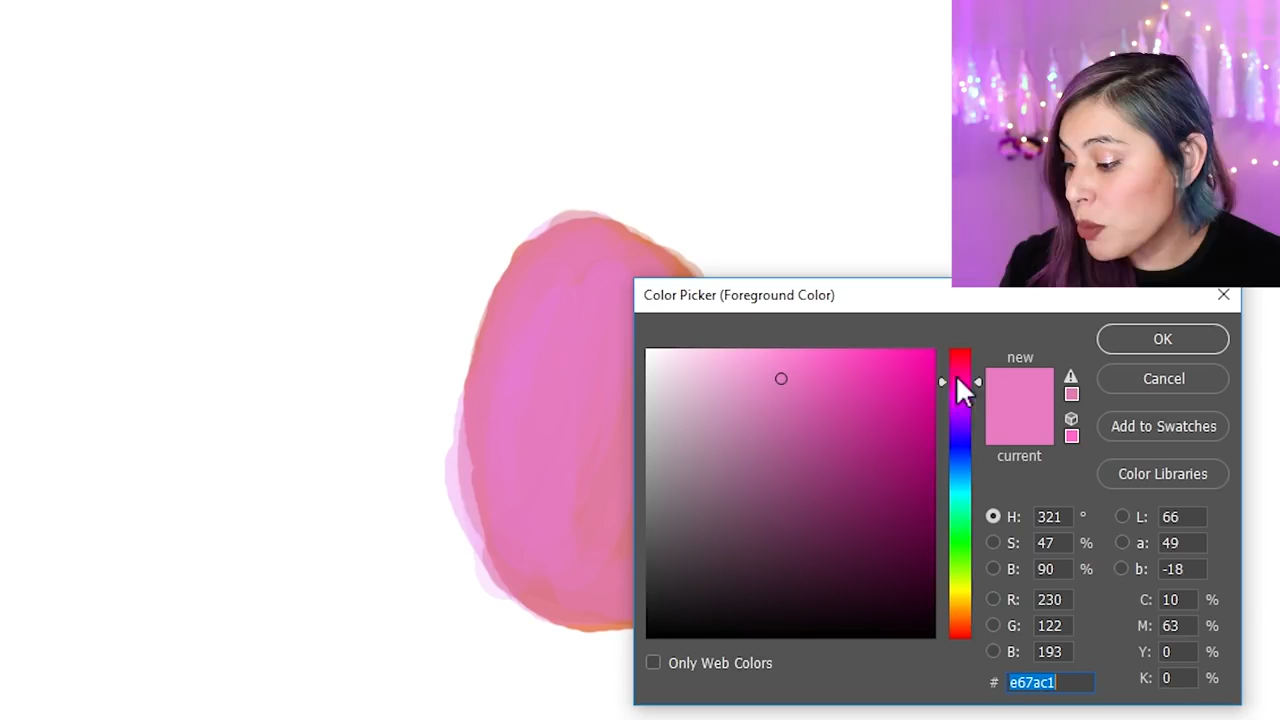 Color Picker (Foreground Color)
new
current
OK
Cancel
Add to Swatches
Color Libraries
H: 321 °
S: 47 %
B: 90 %
R: 230
G: 122
B: 193
# e67ac1
L: 66
a: 49
b: -18
C: 10 %
M: 63 %
Y: 0 %
K: 0 %
Only Web Colors